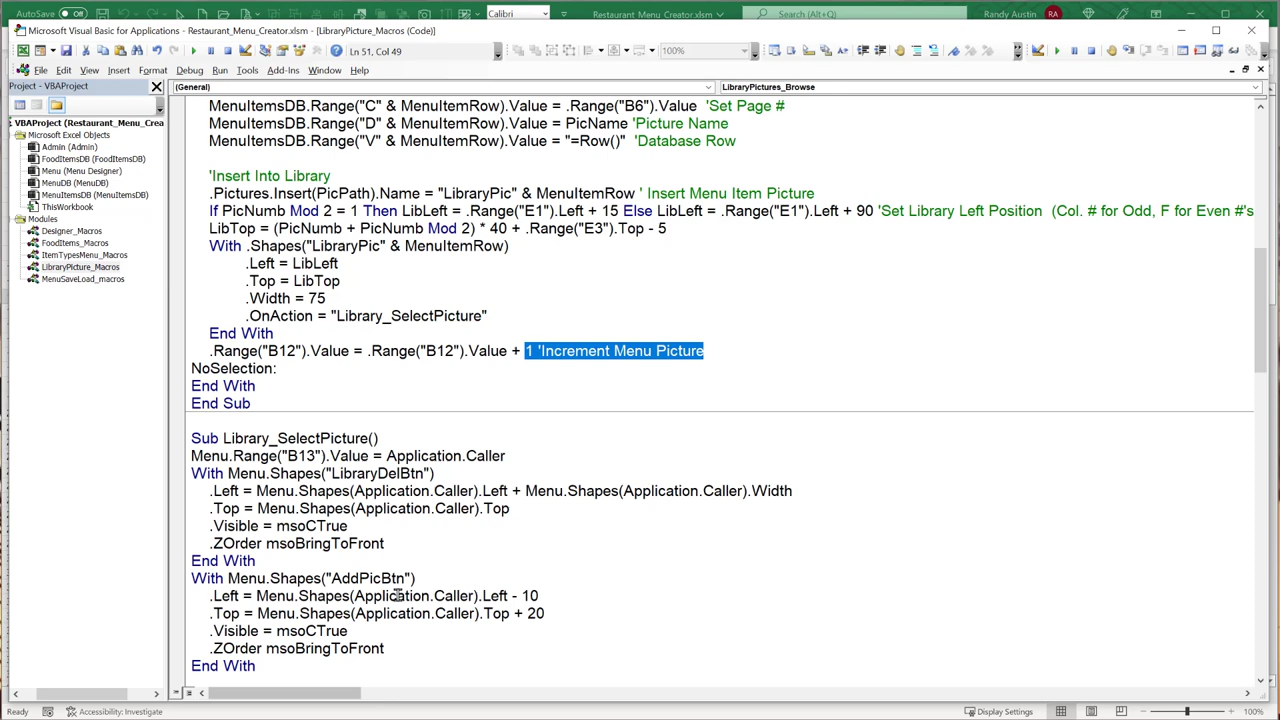 AutoSave Off Calibri Restaurant_Menu_Creator.xlsm Search (Alt+Q) Randy Austin RA
Microsoft Visual Basic for Applications - Restaurant_Menu_Creator.xlsm - [LibraryPicture_Macros (Code)]
Ln 51, Col 49 100%
File Edit View Insert Format Debug Run Tools Add-Ins Window Help
Project - VBAProject
(General) LibraryPictures_Browse
VBAProject (Restaurant_Menu_Crea
Microsoft Excel Objects
Admin (Admin)
FoodItemsDB (FoodItemsDB)
Menu (Menu Designer)
MenuDB (MenuDB)
MenuItemsDB (MenuItemsDB)
ThisWorkbook
Modules
Designer_Macros
FoodItems_Macros
ItemTypesMenu_Macros
LibraryPicture_Macros
MenuSaveLoad_macros
MenuItemsDB.Range("C" & MenuItemRow).Value = .Range("B6").Value 'Set Page #
MenuItemsDB.Range("D" & MenuItemRow).Value = PicName 'Picture Name
MenuItemsDB.Range("V" & MenuItemRow).Value = "=Row()" 'Database Row
'Insert Into Library
.Pictures.Insert(PicPath).Name = "LibraryPic" & MenuItemRow ' Insert Menu Item Picture
If PicNumb Mod 2 = 1 Then LibLeft = .Range("E1").Left + 15 Else LibLeft = .Range("E1").Left + 90 'Set Library Left Position (Col. # for Odd, F for Even #'s
LibTop = (PicNumb + PicNumb Mod 2) * 40 + .Range("E3").Top - 5
With .Shapes("LibraryPic" & MenuItemRow)
.Left = LibLeft
.Top = LibTop
.Width = 75
.OnAction = "Library_SelectPicture"
End With
.Range("B12").Value = .Range("B12").Value + 1 'Increment Menu Picture
NoSelection:
End With
End Sub
Sub Library_SelectPicture()
Menu.Range("B13").Value = Application.Caller
With Menu.Shapes("LibraryDelBtn")
.Left = Menu.Shapes(Application.Caller).Left + Menu.Shapes(Application.Caller).Width
.Top = Menu.Shapes(Application.Caller).Top
.Visible = msoCTrue
.ZOrder msoBringToFront
End With
With Menu.Shapes("AddPicBtn")
.Left = Menu.Shapes(Application.Caller).Left - 10
.Top = Menu.Shapes(Application.Caller).Top + 20
.Visible = msoCTrue
.ZOrder msoBringToFront
End With
Ready Accessibility: Investigate Display Settings 100%